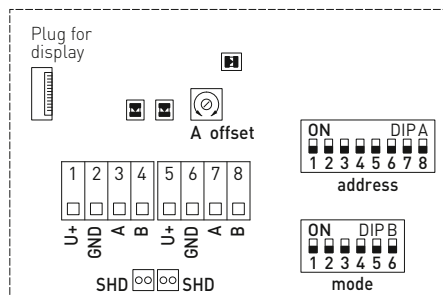 Plug for
display
A offset
ON DIP A
1 2 3 4 5 6 7 8
address
1 2 3 4 5 6 7 8
U+ GND A B U+ GND A B
ON DIP B
1 2 3 4 5 6
mode
SHD SHD